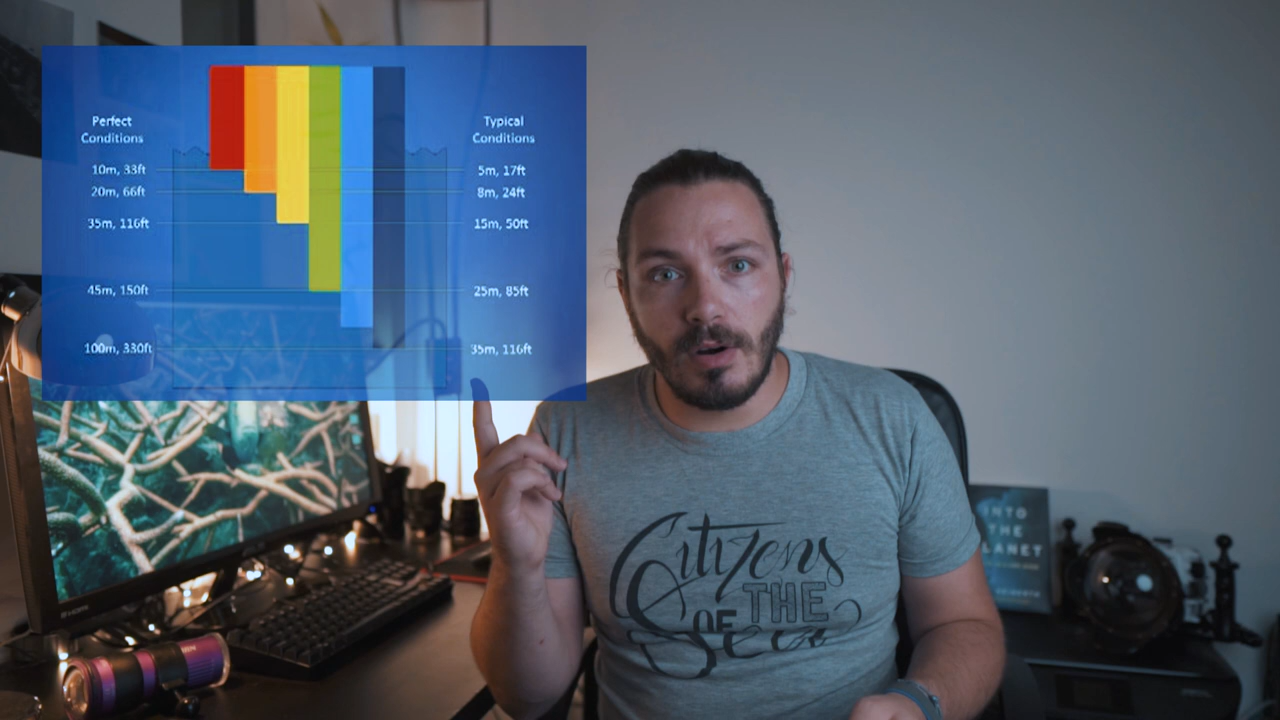 Perfect
Conditions
Typical
Conditions
10m, 33ft
5m, 17ft
20m, 66ft
8m, 24ft
35m, 116ft
15m, 50ft
45m, 150ft
25m, 85ft
100m, 330ft
35m, 116ft
Citizens
OF THE
Sea
INTO
THE
PLANET
HDMI